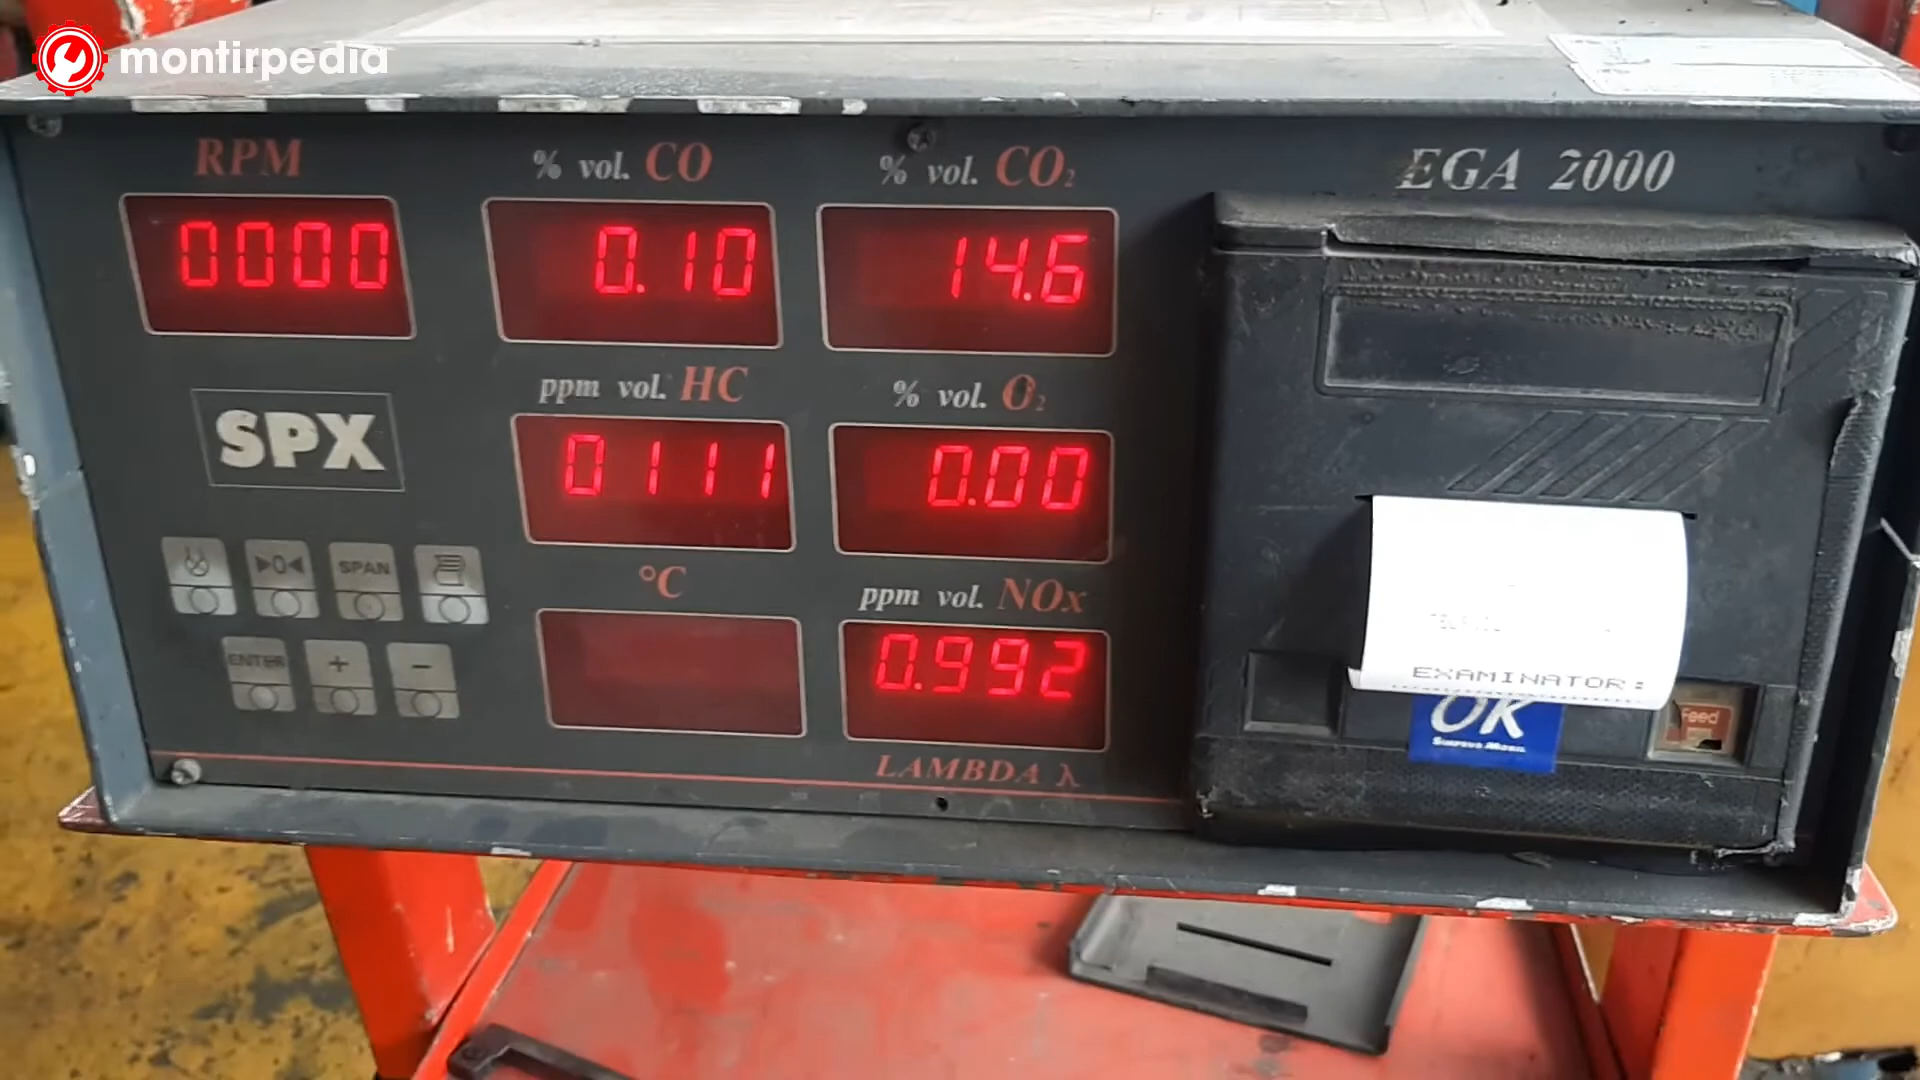 montirpedia
RPM
% vol. CO
% vol. CO₂
EGA 2000
0000
0.10
14.6
ppm vol. HC
% vol. O₂
SPX
0111
0.00
°C
ppm vol. NOx
▶0◀
SPAN
ENTER
+
−
0.992
EXAMINATOR:
OK
Feed
LAMBDA λ